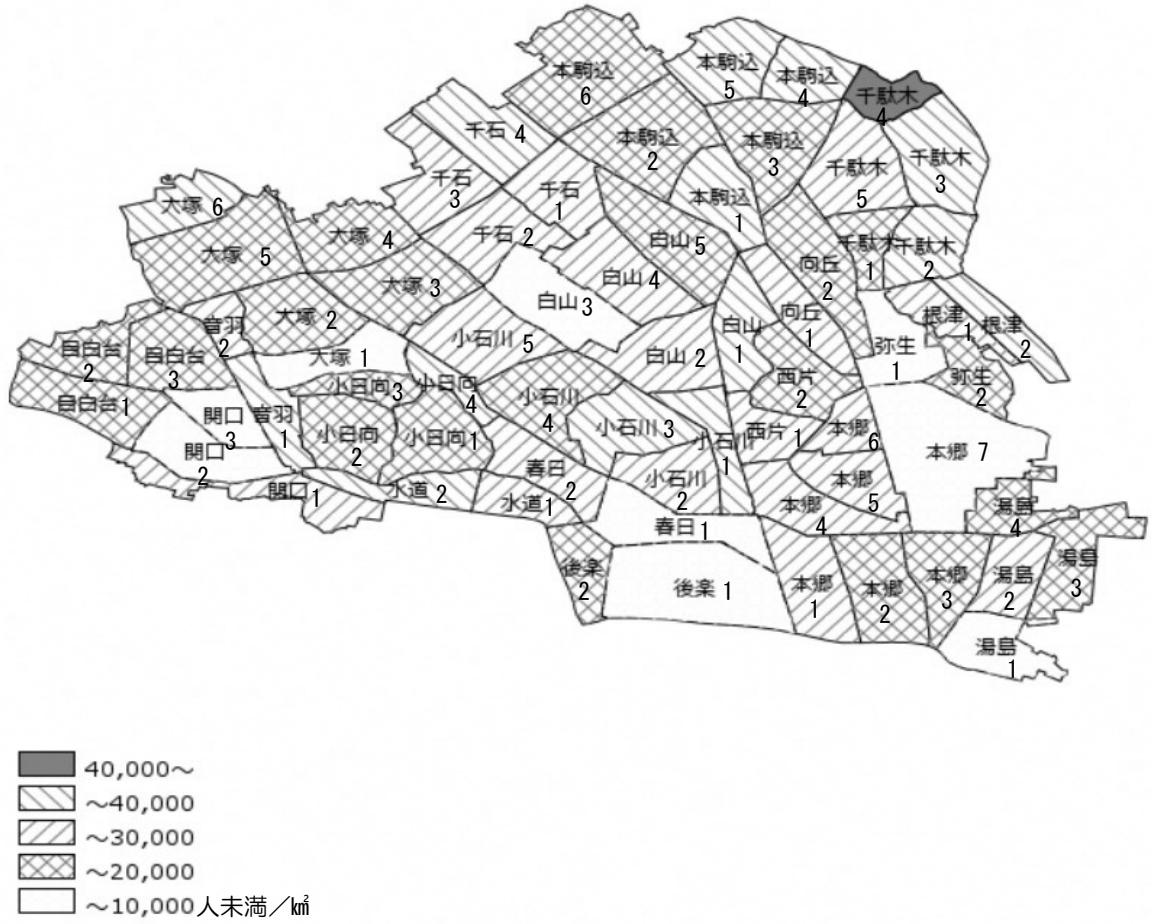 本駒込 6
本駒込 5
本駒込 4
千駄木 4
千石 4
本駒込 2
本駒込 3
千駄木 5
千駄木 3
千石 3
千石 1
本駒込 1
大塚 6
大塚 5
大塚 4
千石 2
白山 5
千駄木 1
千駄木 2
大塚 3
白山 4
向丘 2
白山 3
向丘 1
根津 1
根津 2
音羽 2
大塚 2
小石川 5
白山 2
白山 1
弥生 1
目白台 2
目白台 3
大塚 1
西片 2
弥生 2
小日向 3
小日向 4
小石川 4
目白台 1
関口 3
音羽 1
小日向 2
小日向 1
小石川 3
小石川 1
西片 1
本郷 6
関口 2
本郷 7
春日 2
小石川 2
本郷 5
関口 1
水道 2
水道 1
本郷 4
湯島 4
春日 1
後楽 2
後楽 1
本郷 1
本郷 2
本郷 3
湯島 2
湯島 3
湯島 1
40,000～
～40,000
～30,000
～20,000
～10,000人未満／㎢